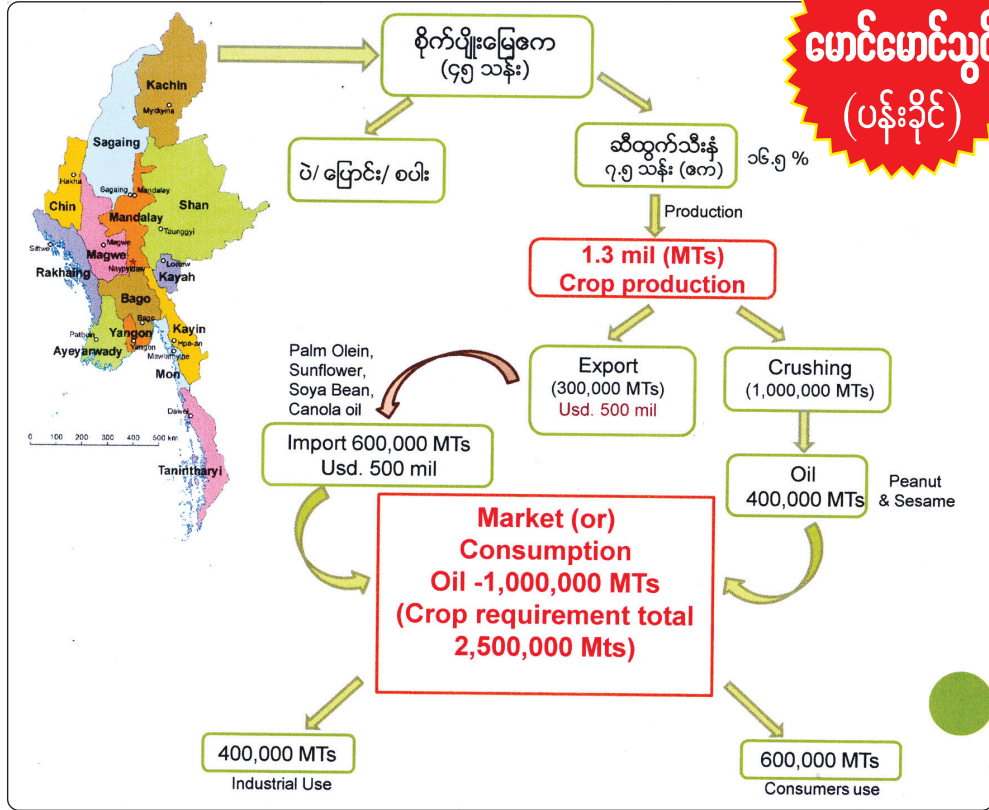 စိုက်ပျိုးမြေဧက
(၄၅ သန်း)
မောင်မောင်သွင်
(ပန်းခိုင်)
ပဲ/ ပြောင်း/ စပါး
ဆီထွက်သီးနှံ
၇.၅ သန်း (ဧက)
၁၆.၅ %
Production
1.3 mil (MTs)
Crop production
Export
(300,000 MTs)
Usd. 500 mil
Crushing
(1,000,000 MTs)
Palm Olein,
Sunflower,
Soya Bean,
Canola oil
Import 600,000 MTs
Usd. 500 mil
Oil
400,000 MTs
Peanut
& Sesame
Market (or)
Consumption
Oil -1,000,000 MTs
(Crop requirement total
2,500,000 Mts)
400,000 MTs
Industrial Use
600,000 MTs
Consumers use
Kachin
Myitkyina
Sagaing
Hakha
Chin
Sagaing
Mandalay
Mandalay
Shan
Taunggyi
Sittwe
Magwe
Magwe
Rakhaing
Naypyidaw
Loikaw
Kayah
Bago
Bago
Pathein
Yangon
Yangon
Kayin
Hpa-an
Ayeyarwady
Mawlamyine
Mon
Dawei
0 100 200 300 400 500 km
Tanintharyi